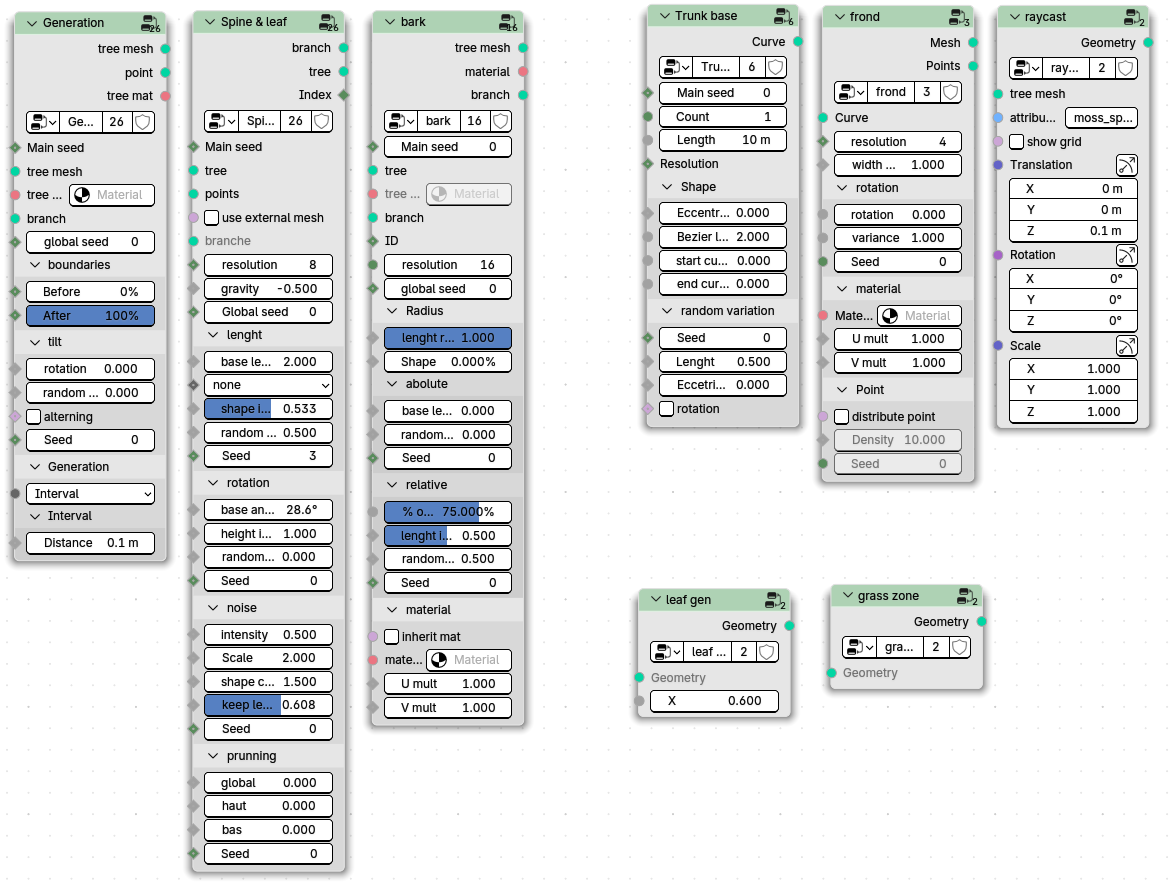 Generation
26
tree mesh
point
tree mat
Ge... 26
Main seed
tree mesh
tree ... Material
branch
global seed 0
boundaries
Before 0%
After 100%
tilt
rotation 0.000
random ... 0.000
alterning
Seed 0
Generation
Interval
Interval
Distance 0.1 m
Spine & leaf
26
branch
tree
Index
Spi... 26
Main seed
tree
points
use external mesh
branche
resolution 8
gravity -0.500
Global seed 0
lenght
base le... 2.000
none
shape i... 0.533
random ... 0.500
Seed 3
rotation
base an... 28.6°
height i... 1.000
random... 0.000
Seed 0
noise
intensity 0.500
Scale 2.000
shape c... 1.500
keep le... 0.608
Seed 0
prunning
global 0.000
haut 0.000
bas 0.000
Seed 0
bark
16
tree mesh
material
branch
bark 16
Main seed 0
tree
tree ... Material
branch
ID
resolution 16
global seed 0
Radius
lenght r... 1.000
Shape 0.000%
abolute
base le... 0.000
random... 0.000
Seed 0
relative
% o... 75.000%
lenght i... 0.500
random... 0.500
Seed 0
material
inherit mat
mate... Material
U mult 1.000
V mult 1.000
Trunk base
6
Curve
Tru... 6
Main seed 0
Count 1
Length 10 m
Resolution
Shape
Eccentr... 0.000
Bezier l... 2.000
start cu... 0.000
end cur... 0.000
random variation
Seed 0
Lenght 0.500
Eccetri... 0.000
rotation
frond
3
Mesh
Points
frond 3
Curve
resolution 4
width ... 1.000
rotation
rotation 0.000
variance 1.000
Seed 0
material
Mate... Material
U mult 1.000
V mult 1.000
Point
distribute point
Density 10.000
Seed 0
raycast
2
Geometry
ray... 2
tree mesh
attribu... moss_sp...
show grid
Translation
X 0 m
Y 0 m
Z 0.1 m
Rotation
X 0°
Y 0°
Z 0°
Scale
X 1.000
Y 1.000
Z 1.000
leaf gen
2
Geometry
leaf ... 2
Geometry
X 0.600
grass zone
2
Geometry
gra... 2
Geometry